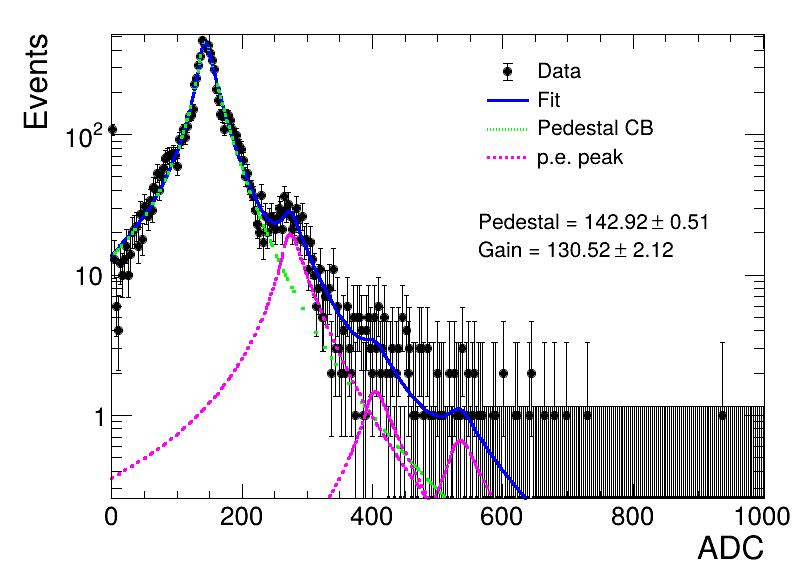 Events
10²
10
1
Data
Fit
Pedestal CB
p.e. peak
Pedestal = 142.92 ± 0.51
Gain = 130.52 ± 2.12
0 200 400 600 800 1000
ADC